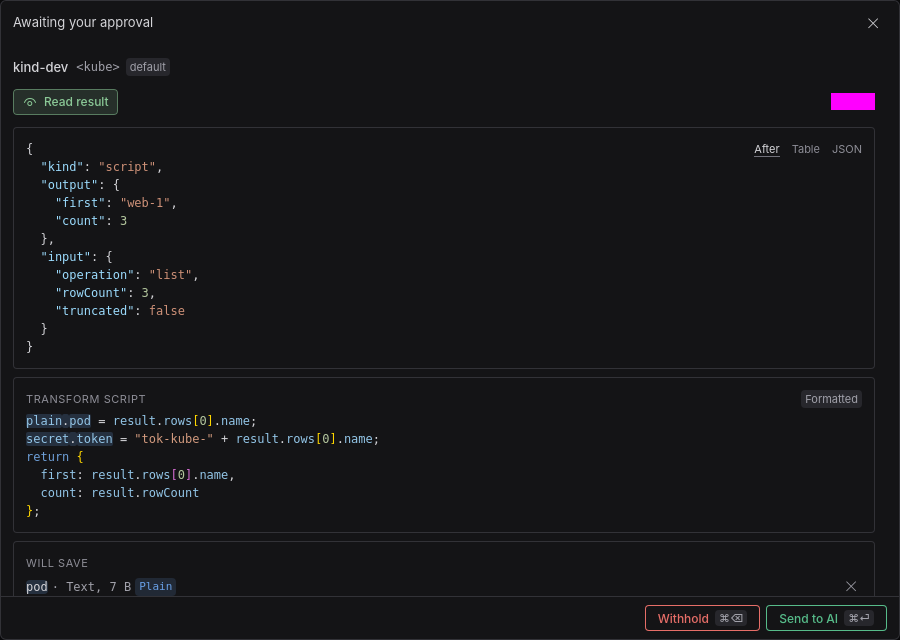 Awaiting your approval
kind-dev <kube> default
Read result
After Table JSON
{
  "kind": "script",
  "output": {
    "first": "web-1",
    "count": 3
  },
  "input": {
    "operation": "list",
    "rowCount": 3,
    "truncated": false
  }
}
TRANSFORM SCRIPT
Formatted
plain.pod = result.rows[0].name;
secret.token = "tok-kube-" + result.rows[0].name;
return {
  first: result.rows[0].name,
  count: result.rowCount
};
WILL SAVE
pod · Text, 7 B Plain
Withhold ⌘⌫
Send to AI ⌘⏎